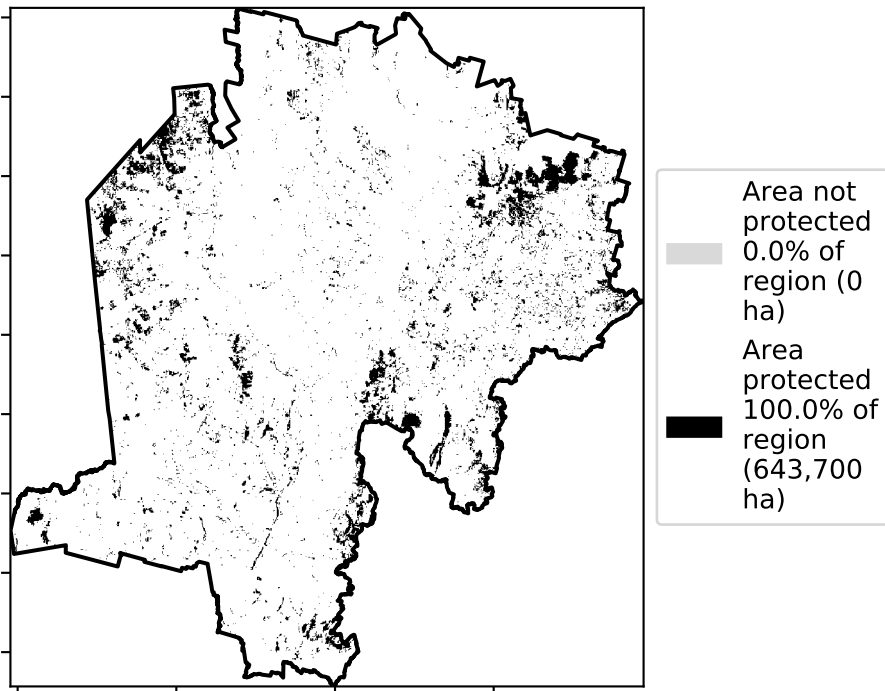 Area not
protected
0.0% of
region (0
ha)
Area
protected
100.0% of
region
(643,700
ha)